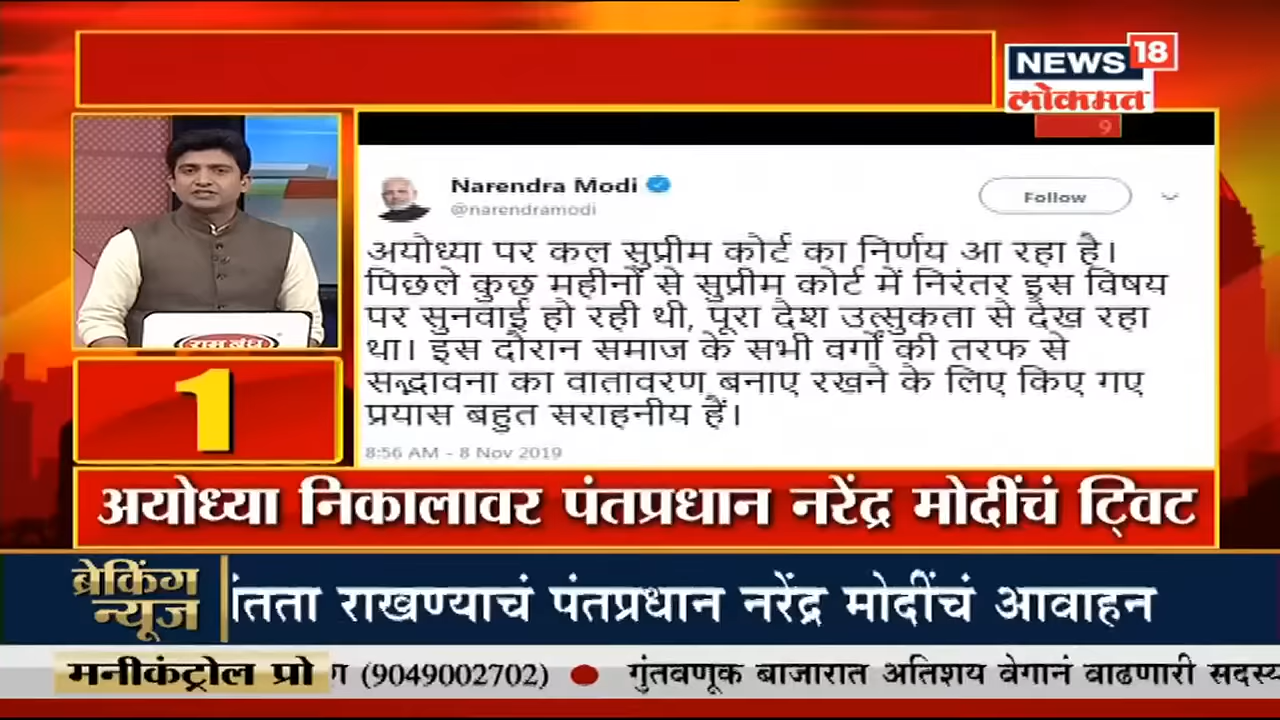 NEWS 18
लोकमत
9
Narendra Modi
@narendramodi
Follow
अयोध्या पर कल सुप्रीम कोर्ट का निर्णय आ रहा है।
पिछले कुछ महीनों से सुप्रीम कोर्ट में निरंतर इस विषय
पर सुनवाई हो रही थी, पूरा देश उत्सुकता से देख रहा
था। इस दौरान समाज के सभी वर्गों की तरफ से
सद्भावना का वातावरण बनाए रखने के लिए किए गए
प्रयास बहुत सराहनीय हैं।
8:56 AM - 8 Nov 2019
1
अयोध्या निकालावर पंतप्रधान नरेंद्र मोदींचं ट्विट
ब्रेकिंग
न्यूज
ंतता राखण्याचं पंतप्रधान नरेंद्र मोदींचं आवाहन
मनीकंट्रोल प्रो (9049002702) ● गुंतवणूक बाजारात अतिशय वेगानं वाढणारी सदस्य